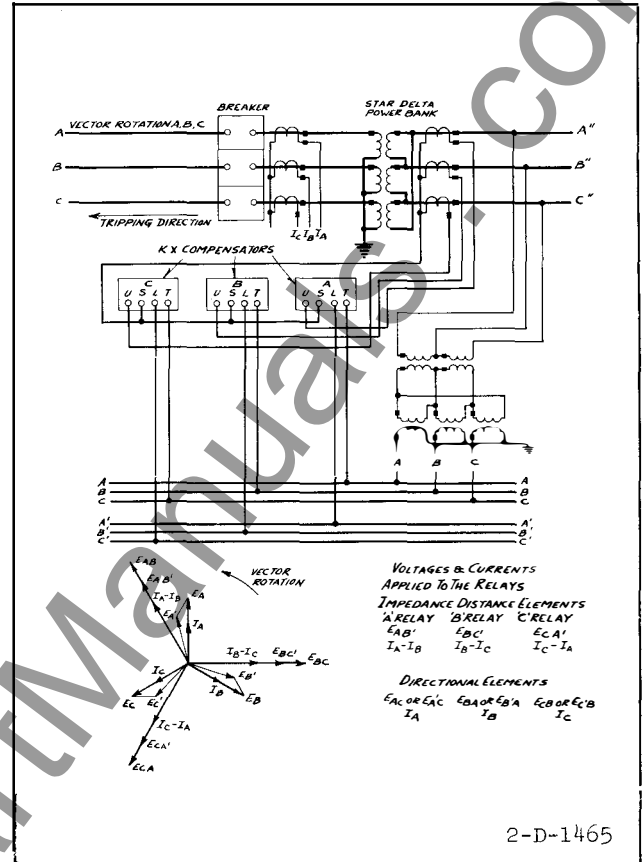 BREAKER
STAR DELTA
POWER BANK
A
VECTOR ROTATION A, B, C
A"
B
B"
C
C"
TRIPPING DIRECTION
IC IB IA
KX COMPENSATORS
C
B
A
U S L T
U S L T
U S L T
A B C
A
A
B
B
C
C
A'
A'
B'
B'
C'
C'
EAB
EAB'
IA-IB
EA'
EA
IA
VECTOR
ROTATION
IB-IC
EBC'
EBC
EB'
IB
EB
IC
EC
EC'
IC-IA
ECA'
ECA
VOLTAGES & CURRENTS
APPLIED TO THE RELAYS
IMPEDANCE DISTANCE ELEMENTS
'A' RELAY 'B' RELAY 'C' RELAY
EAB' EBC' ECA'
IA-IB IB-IC IC-IA
DIRECTIONAL ELEMENTS
EAC OR EA'C EBA OR EB'A ECB OR EC'B
IA IB IC
2-D-1465